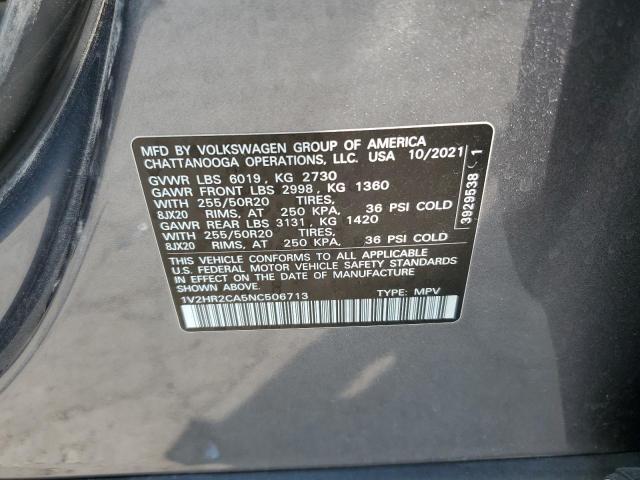 MFD BY VOLKSWAGEN GROUP OF AMERICA
CHATTANOOGA OPERATIONS, LLC. USA 10/2021
GVWR LBS 6019, KG 2730
GAWR FRONT LBS 2998, KG 1360
WITH 255/50R20 TIRES,
8JX20 RIMS, AT 250 KPA, 36 PSI COLD
GAWR REAR LBS 3131, KG 1420
WITH 255/50R20 TIRES,
8JX20 RIMS, AT 250 KPA, 36 PSI COLD
THIS VEHICLE CONFORMS TO ALL APPLICABLE
U.S. FEDERAL MOTOR VEHICLE SAFETY STANDARDS
IN EFFECT ON THE DATE OF MANUFACTURE
SHOWN ABOVE.
1V2HR2CA5NC506713 TYPE: MPV
3929538 1